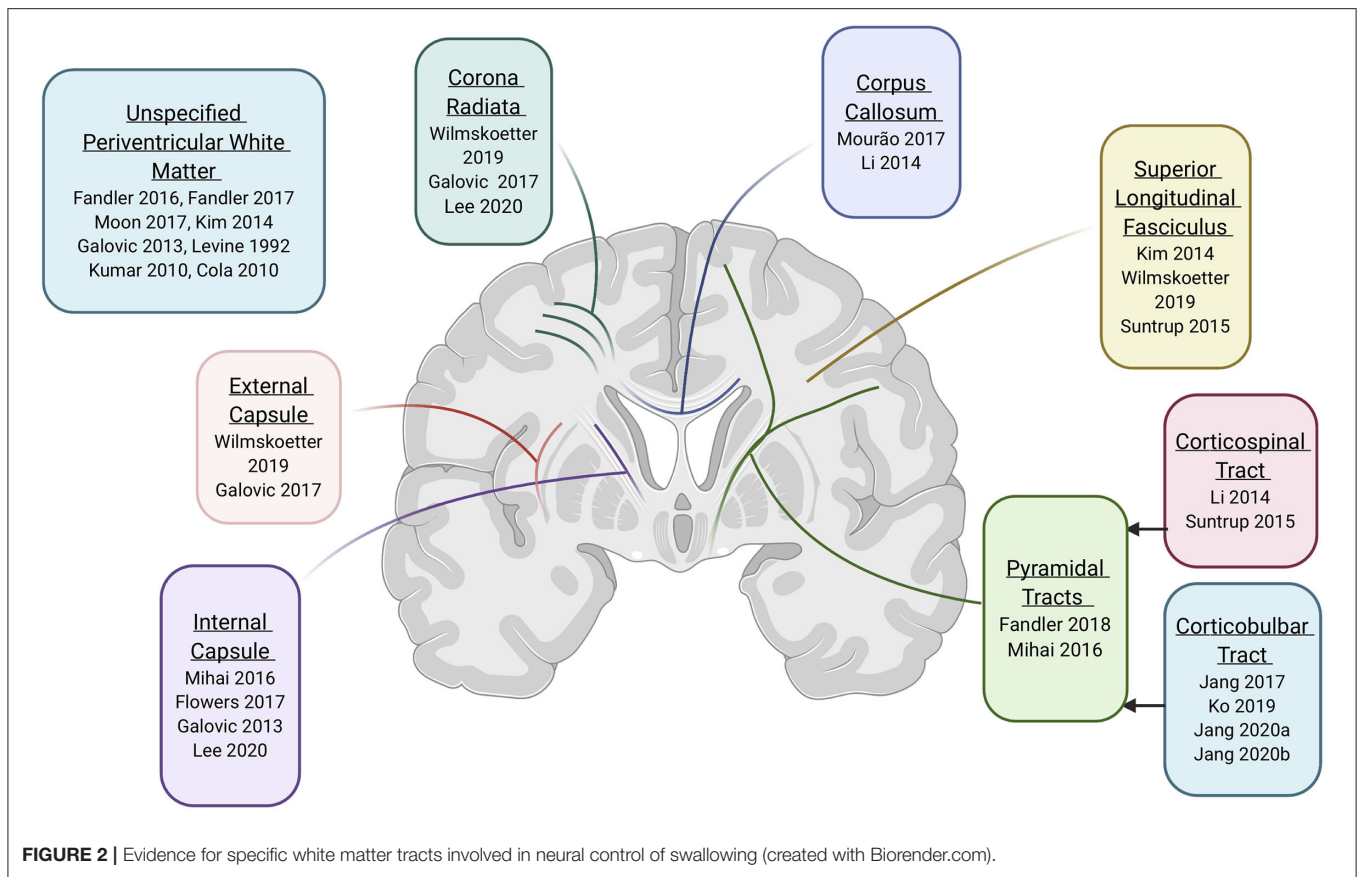 Unspecified
Periventricular White
Matter
Fandler 2016, Fandler 2017
Moon 2017, Kim 2014
Galovic 2013, Levine 1992
Kumar 2010, Cola 2010
Corona
Radiata
Wilmskoetter
2019
Galovic 2017
Lee 2020
Corpus
Callosum
Mourão 2017
Li 2014
Superior
Longitudinal
Fasciculus
Kim 2014
Wilmskoetter
2019
Suntrup 2015
External
Capsule
Wilmskoetter
2019
Galovic 2017
Corticospinal
Tract
Li 2014
Suntrup 2015
Pyramidal
Tracts
Fandler 2018
Mihai 2016
Internal
Capsule
Mihai 2016
Flowers 2017
Galovic 2013
Lee 2020
Corticobulbar
Tract
Jang 2017
Ko 2019
Jang 2020a
Jang 2020b
FIGURE 2 | Evidence for specific white matter tracts involved in neural control of swallowing (created with Biorender.com).